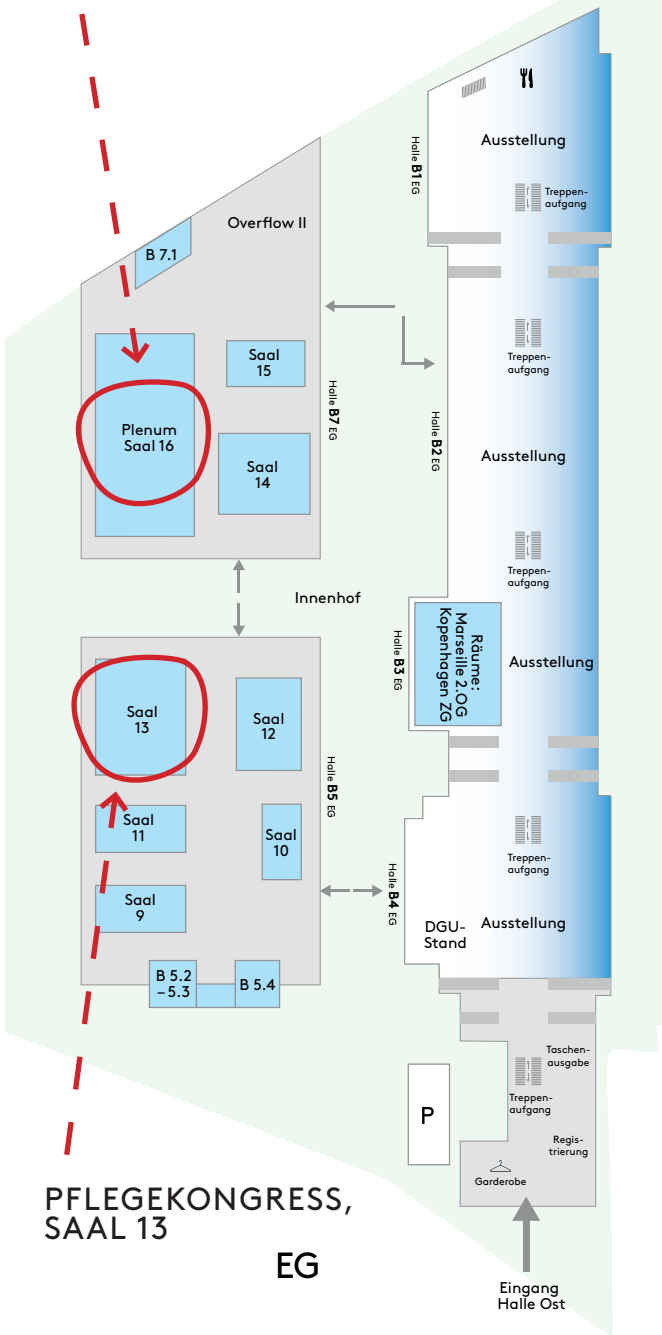 Ausstellung
Halle B1 EG
Treppen-
aufgang
Overflow II
B 7.1
Saal
15
Treppen-
aufgang
Halle B7 EG
Halle B2 EG
Plenum
Saal 16
Saal
14
Ausstellung
Treppen-
aufgang
Innenhof
Räume:
Marseille 2.OG
Kopenhagen ZG
Halle B3 EG
Ausstellung
Saal
13
Saal
12
Halle B5 EG
Saal
11
Saal
10
Treppen-
aufgang
Halle B4 EG
Saal
9
DGU-
Stand
Ausstellung
B 5.2
– 5.3
B 5.4
Taschen-
ausgabe
Treppen-
aufgang
P
Regis-
trierung
Garderobe
PFLEGEKONGRESS,
SAAL 13
EG
Eingang
Halle Ost